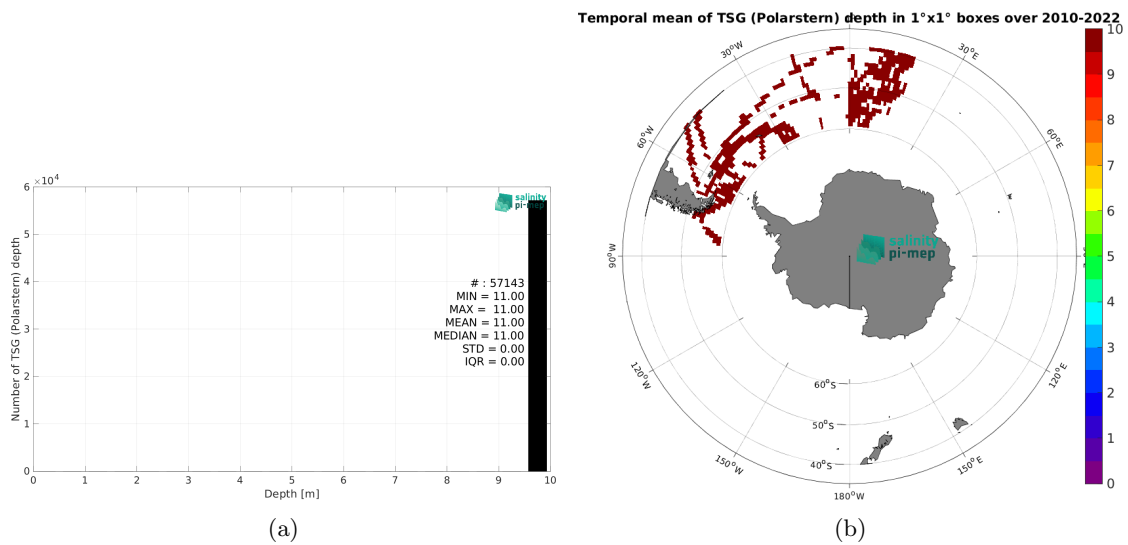 ×10⁴
6
5
4
3
2
1
0
Number of TSG (Polarstern) depth
salinity
pi-mep
# : 57143
MIN = 11.00
MAX = 11.00
MEAN = 11.00
MEDIAN = 11.00
STD = 0.00
IQR = 0.00
0 1 2 3 4 5 6 7 8 9 10
Depth [m]
(a)
Temporal mean of TSG (Polarstern) depth in 1°x1° boxes over 2010-2022
30°W
30°E
60°W
60°E
90°W
120°W
120°E
150°W
150°E
180°W
60°S
50°S
40°S
salinity
pi-mep
10
9
8
7
6
5
4
3
2
1
0
(b)